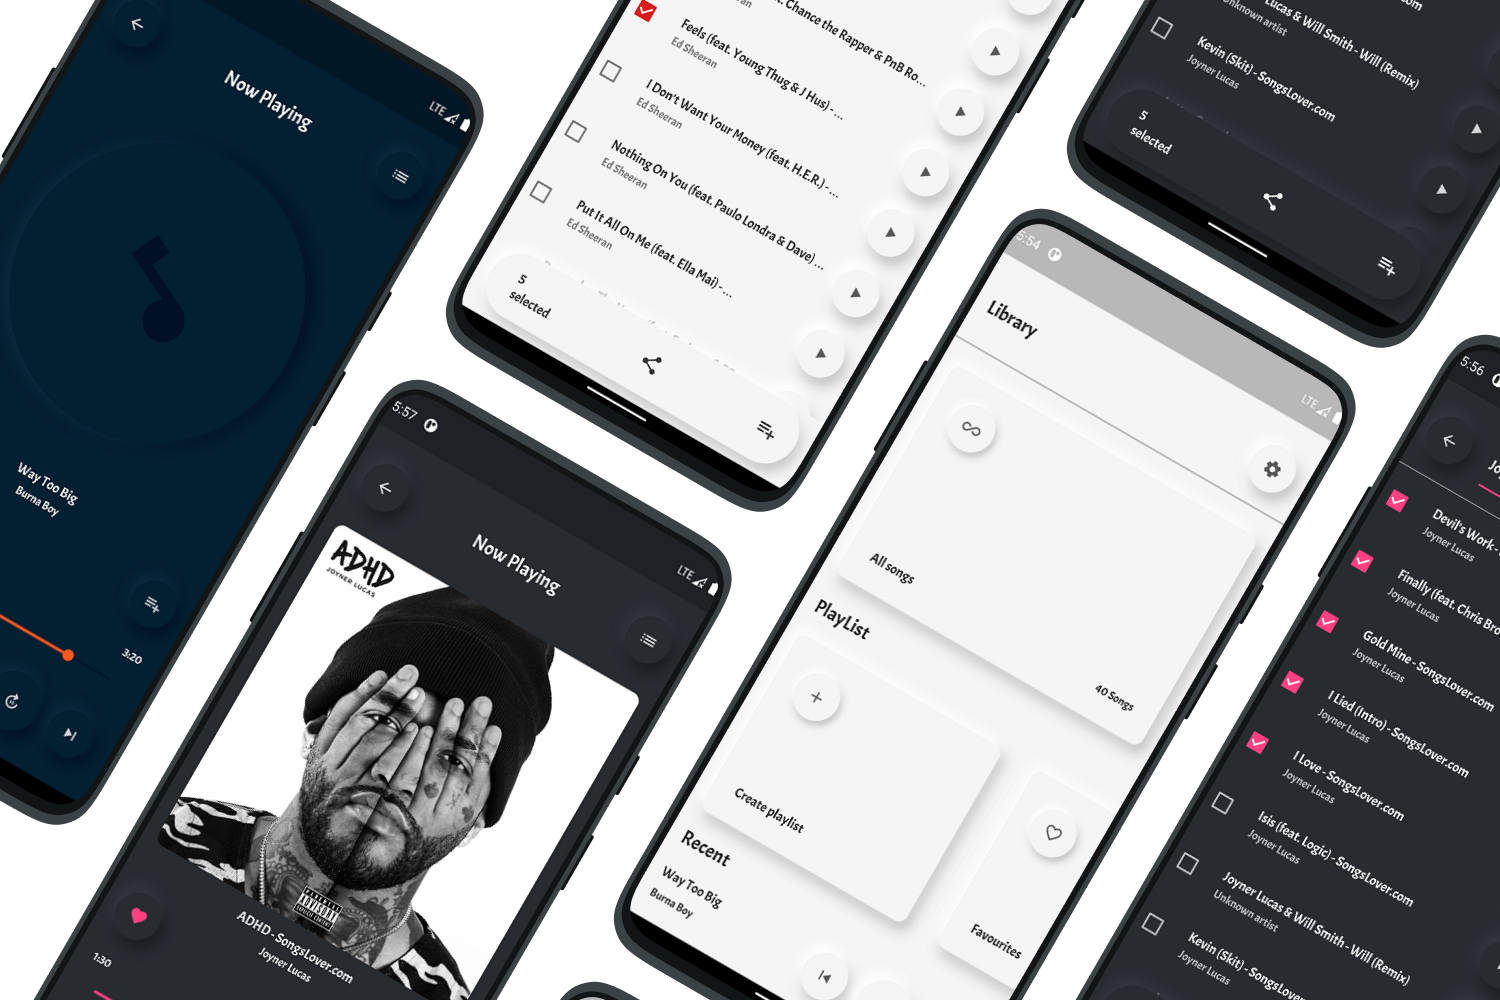 LTE
Now Playing
Way Too Big
Burna Boy
3:20
. Chance the Rapper & PnB Ro...
Feels (feat. Young Thug & J Hus) - ...
Ed Sheeran
I Don't Want Your Money (feat. H.E.R.) - ...
Ed Sheeran
Nothing On You (feat. Paulo Londra & Dave)...
Ed Sheeran
Put It All On Me (feat. Ella Mai) - ...
Ed Sheeran
5
selected
Lucas & Will Smith - Will (Remix)
Unknown artist
Kevin (Skit) - SongsLover.com
Joyner Lucas
5
selected
5:57
LTE
Now Playing
ADHD
JOYNER LUCAS
PARENTAL
ADVISORY
EXPLICIT CONTENT
ADHD - SongsLover.com
Joyner Lucas
1:30
5:54
LTE
Library
All songs
40 Songs
PlayList
Create playlist
Favourites
Recent
Way Too Big
Burna Boy
5:56
Devil's Work -
Joyner Lucas
Finally (feat. Chris Bro
Joyner Lucas
Gold Mine - SongsLover.com
Joyner Lucas
I Lied (Intro) - SongsLover.com
Joyner Lucas
I Love - SongsLover.com
Joyner Lucas
Isis (feat. Logic) - SongsLover.com
Joyner Lucas
Joyner Lucas & Will Smith - Will (Remix)
Unknown artist
Kevin (Skit) - SongsLover.com
Joyner Lucas